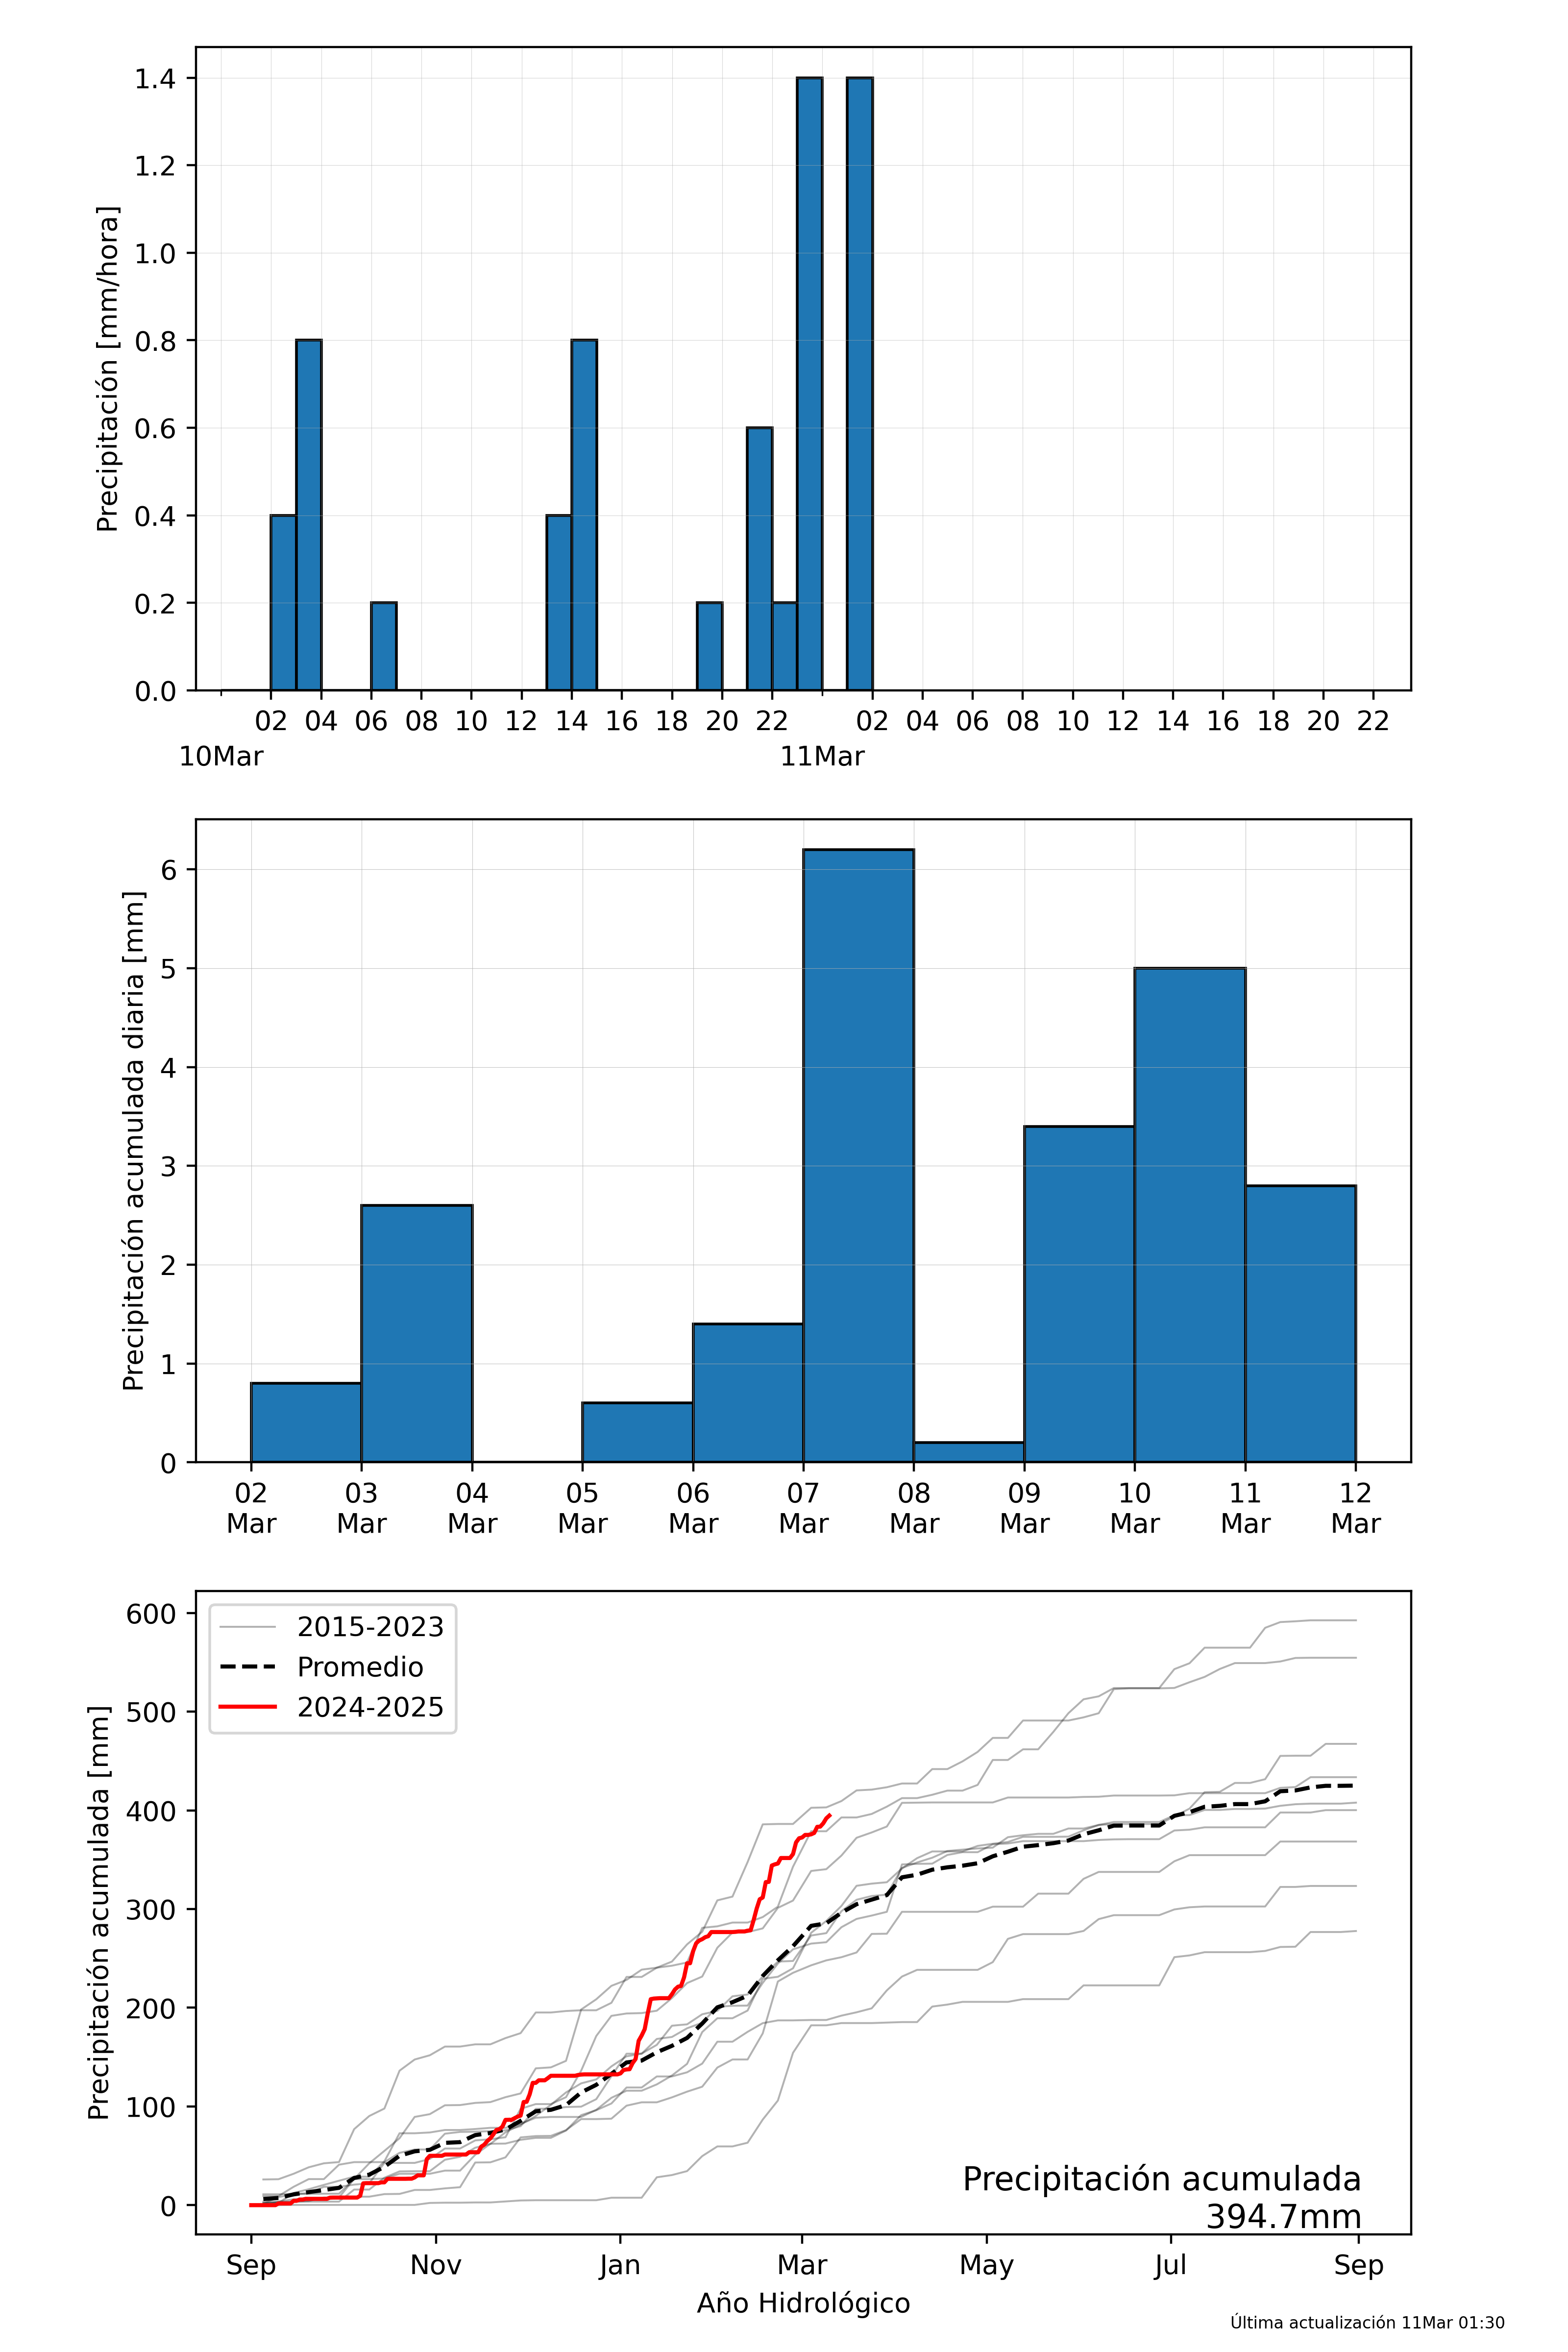 1.4
1.2
1.0
0.8
0.6
0.4
0.2
0.0
Precipitación [mm/hora]
02 04 06 08 10 12 14 16 18 20 22 02 04 06 08 10 12 14 16 18 20 22
10Mar 11Mar
6
5
4
3
2
1
0
Precipitación acumulada diaria [mm]
02 03 04 05 06 07 08 09 10 11 12
Mar Mar Mar Mar Mar Mar Mar Mar Mar Mar Mar
600
500
400
300
200
100
0
Precipitación acumulada [mm]
2015-2023
Promedio
2024-2025
Precipitación acumulada
394.7mm
Sep Nov Jan Mar May Jul Sep
Año Hidrológico
Última actualización 11Mar 01:30